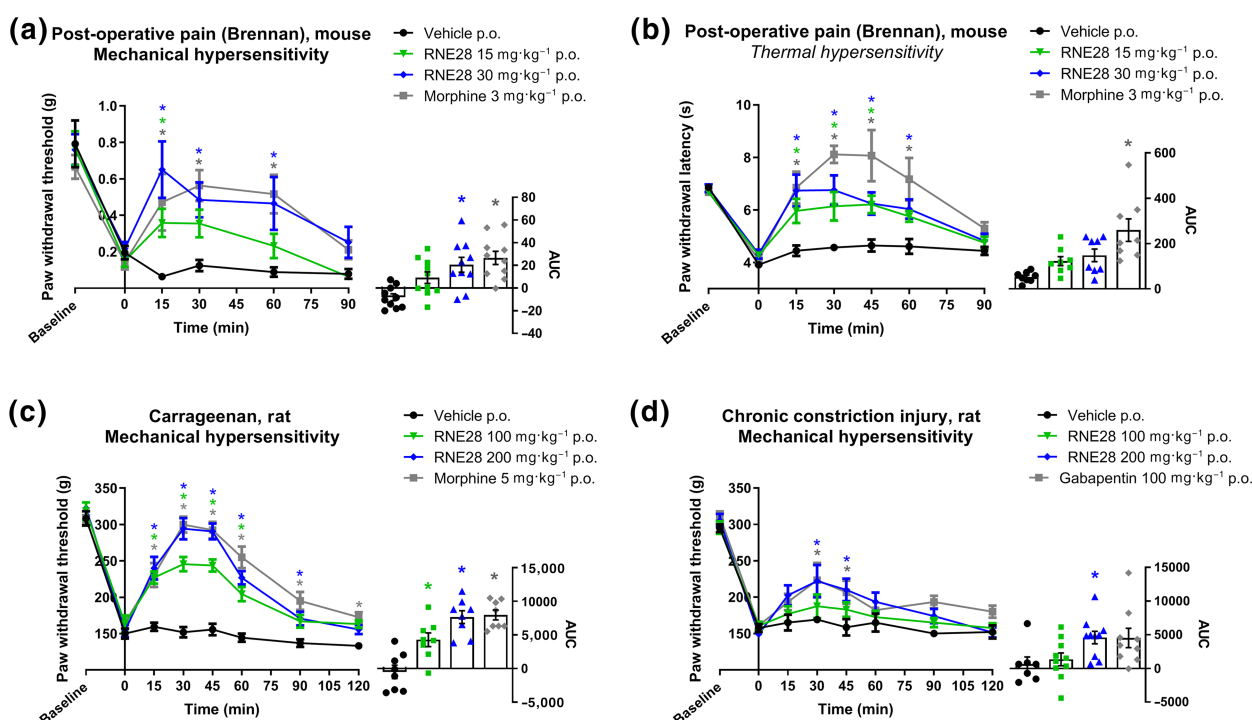 (a) Post-operative pain (Brennan), mouse
Mechanical hypersensitivity
Vehicle p.o.
RNE28 15 mg·kg⁻¹ p.o.
RNE28 30 mg·kg⁻¹ p.o.
Morphine 3 mg·kg⁻¹ p.o.
Paw withdrawal threshold (g)
1.0
0.8
0.6
0.4
0.2
* * *
* *
* *
Baseline
0 15 30 45 60 75 90
Time (min)
* *
80
60
40
20
0
−20
−40
AUC
(b) Post-operative pain (Brennan), mouse
Thermal hypersensitivity
Vehicle p.o.
RNE28 15 mg·kg⁻¹ p.o.
RNE28 30 mg·kg⁻¹ p.o.
Morphine 3 mg·kg⁻¹ p.o.
Paw withdrawal latency (s)
10
8
6
4
* * *
* * *
* * *
* *
Baseline
0 15 30 45 60 75 90
Time (min)
*
600
400
200
0
AUC
(c) Carrageenan, rat
Mechanical hypersensitivity
Vehicle p.o.
RNE28 100 mg·kg⁻¹ p.o.
RNE28 200 mg·kg⁻¹ p.o.
Morphine 5 mg·kg⁻¹ p.o.
Paw withdrawal threshold (g)
350
300
250
200
150
* * *
* * *
* * *
* * *
* *
*
Baseline
0 15 30 45 60 75 90 105 120
Time (min)
* * *
15,000
10000
5,000
0
−5,000
AUC
(d) Chronic constriction injury, rat
Mechanical hypersensitivity
Vehicle p.o.
RNE28 100 mg·kg⁻¹ p.o.
RNE28 200 mg·kg⁻¹ p.o.
Gabapentin 100 mg·kg⁻¹ p.o.
Paw withdrawal threshold (g)
350
300
250
200
150
* *
* *
Baseline
0 15 30 45 60 75 90 105 120
Time (min)
*
15000
10000
5000
0
−5000
AUC